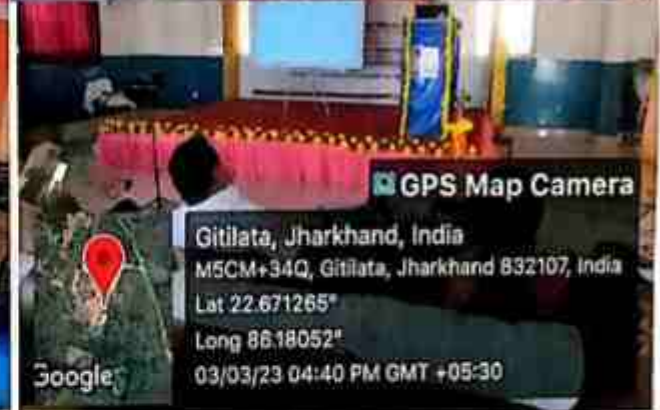 GPS Map Camera
Gitilata, Jharkhand, India
M5CM+34Q, Gitilata, Jharkhand 832107, India
Lat 22.671265°
Long 86.18052°
03/03/23 04:40 PM GMT +05:30
Google